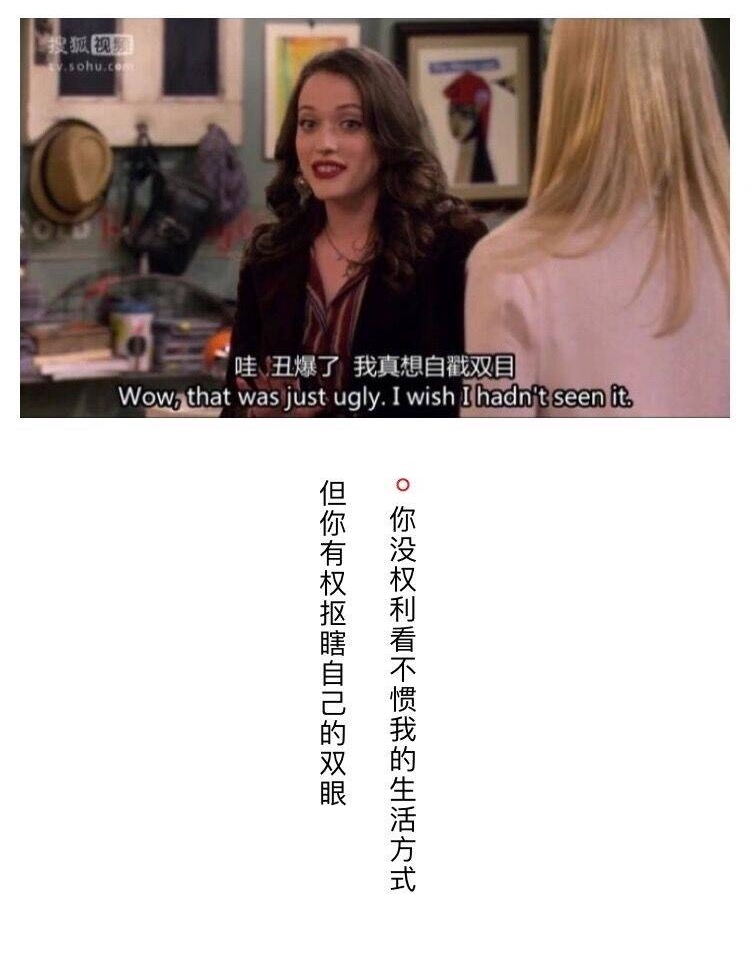 搜狐视频
tv.sohu.com
哇 丑爆了 我真想自戳双目
Wow, that was just ugly. I wish I hadn't seen it.
你没权利看不惯我的生活方式
但你有权抠瞎自己的双眼